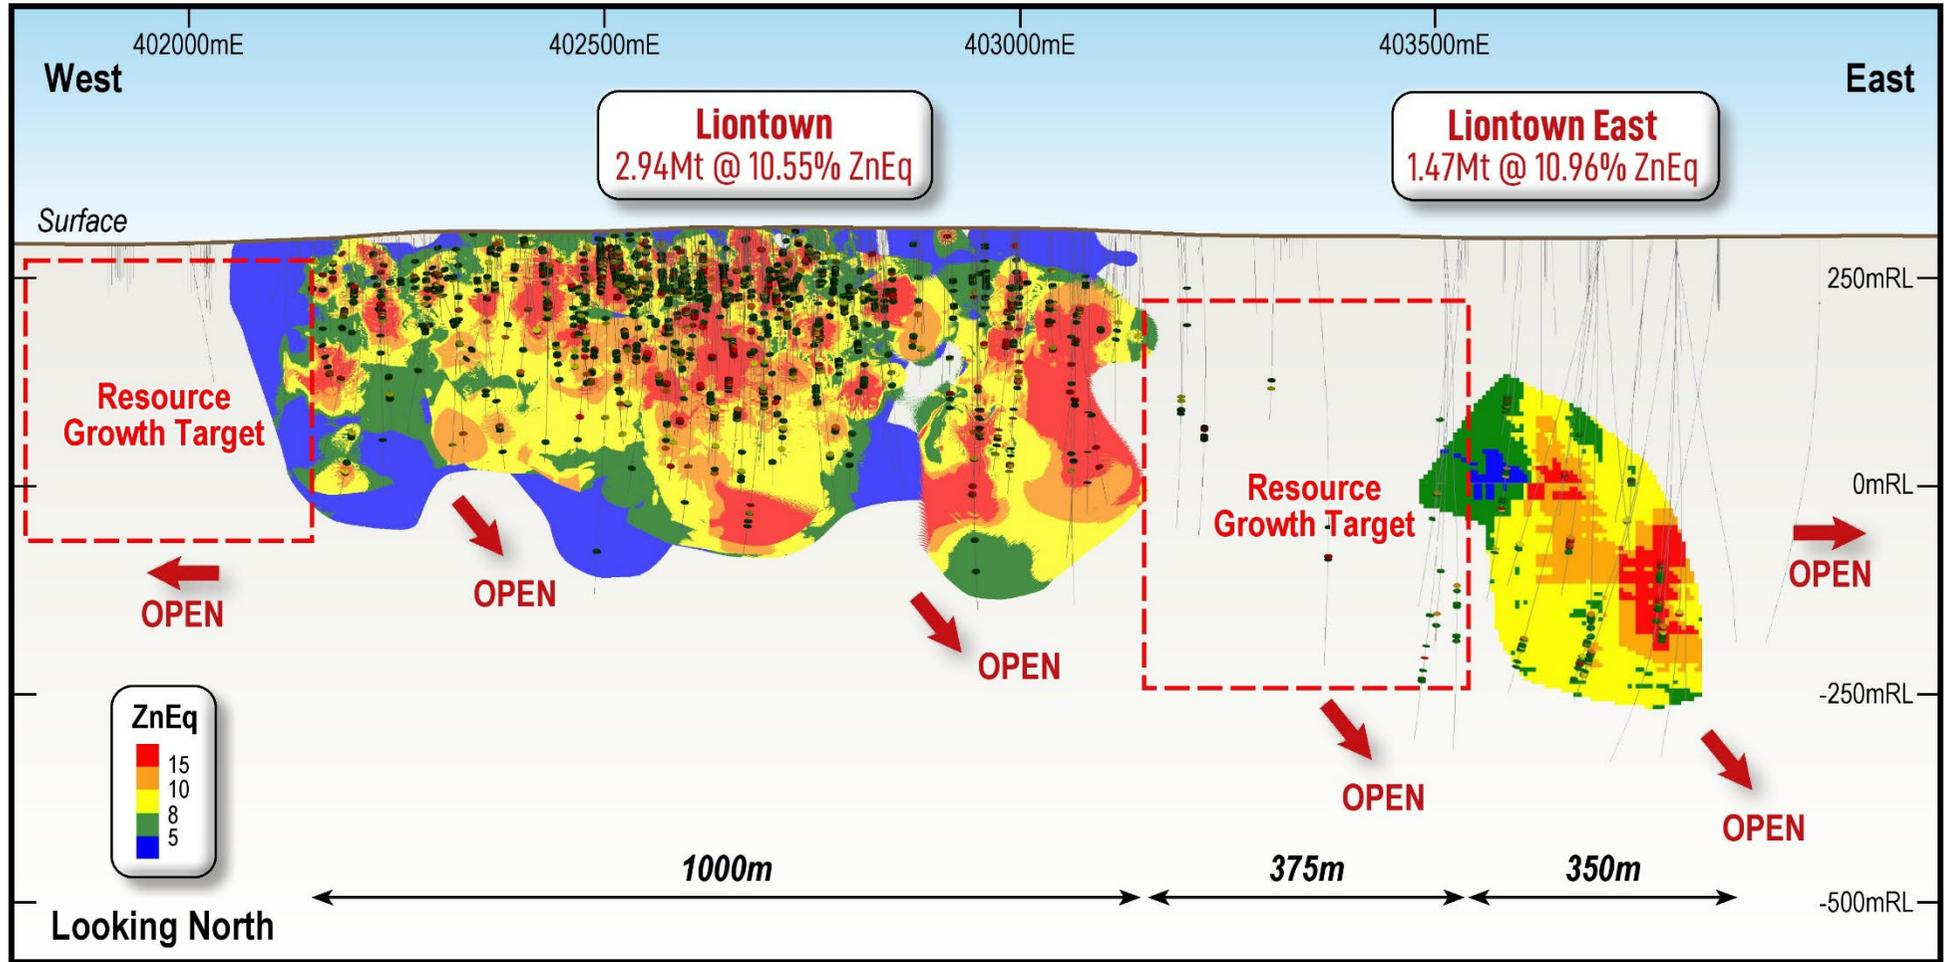 402000mE
402500mE
403000mE
403500mE
West
East
Liontown
2.94Mt @ 10.55% ZnEq
Liontown East
1.47Mt @ 10.96% ZnEq
Surface
250mRL
Resource
Growth Target
0mRL
Resource
Growth Target
OPEN
OPEN
OPEN
OPEN
OPEN
OPEN
-250mRL
ZnEq
15
10
8
5
1000m
375m
350m
-500mRL
Looking North